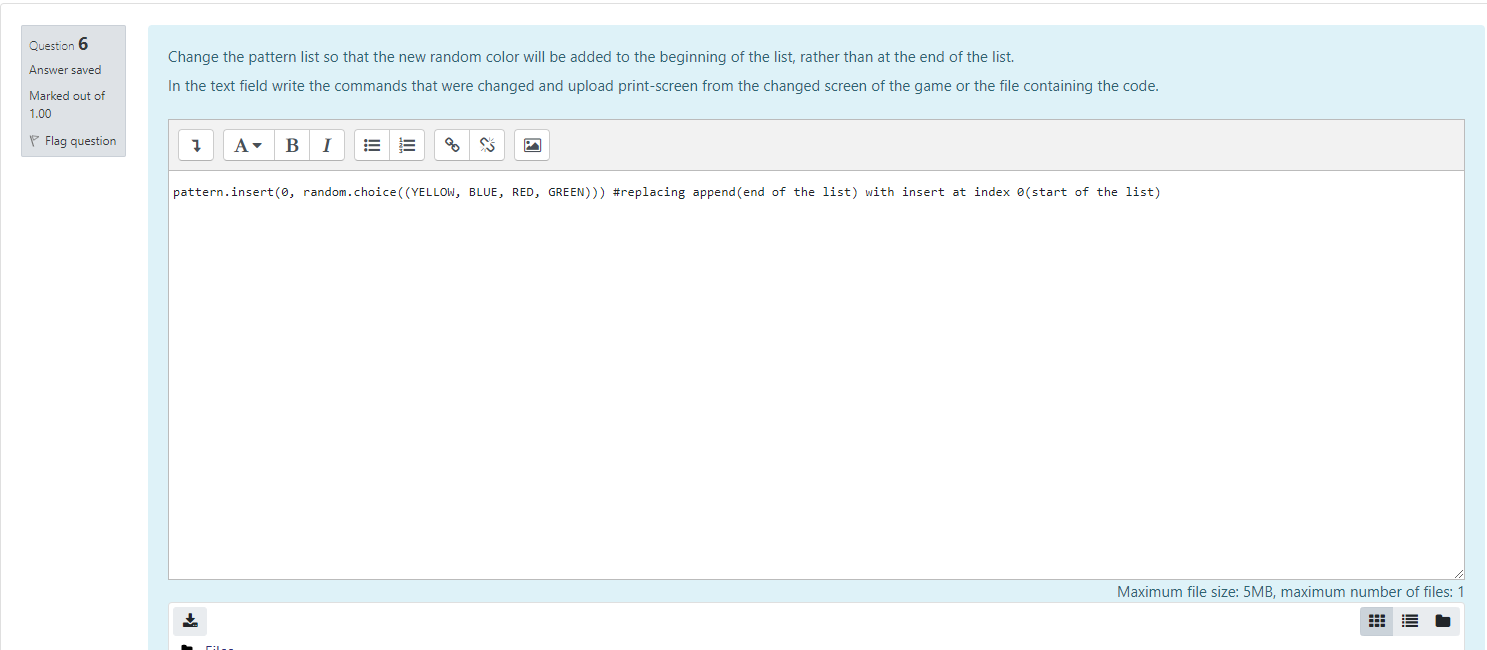 Question 6
Answer saved
Marked out of
1.00
Flag question
Change the pattern list so that the new random color will be added to the beginning of the list, rather than at the end of the list.
In the text field write the commands that were changed and upload print-screen from the changed screen of the game or the file containing the code.
A B I
pattern.insert(0, random.choice((YELLOW, BLUE, RED, GREEN))) #replacing append(end of the list) with insert at index 0(start of the list)
Maximum file size: 5MB, maximum number of files: 1
Files